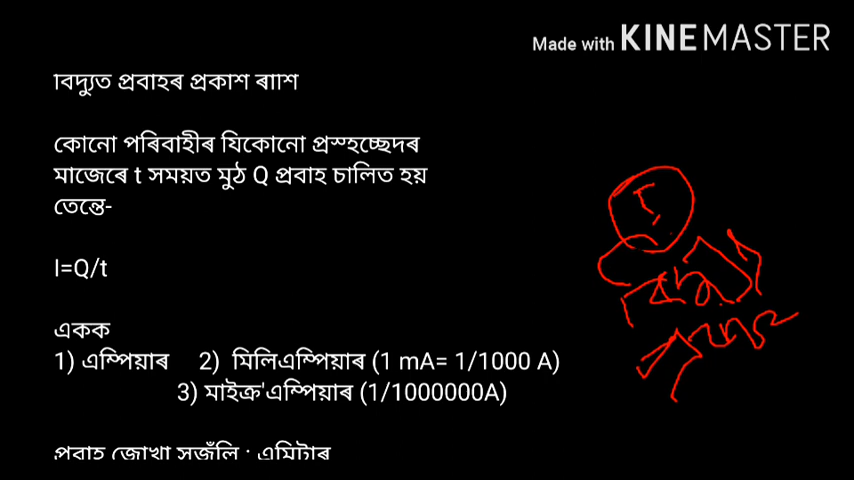 Made with KINEMASTER
বিদ্যুত প্ৰবাহৰ প্ৰকাশ ৰাশি
কোনো পৰিবাহীৰ যিকোনো প্ৰস্হচ্ছেদৰ
মাজেৰে t সময়ত মুঠ Q প্ৰবাহ চালিত হয়
তেন্তে-
I=Q/t
I
একক
1) এম্পিয়াৰ 2) মিলিএম্পিয়াৰ (1 mA= 1/1000 A)
3) মাইক্ৰ'এম্পিয়াৰ (1/1000000A)
প্ৰবাহ জোখা সজুঁলি : এমিটাৰ